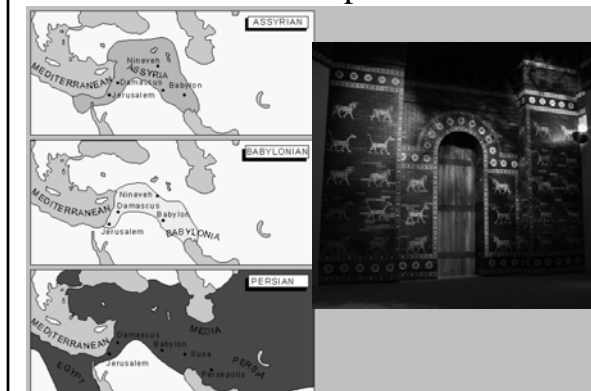 ASSYRIAN
Nineveh
ASSYRIA
MEDITERRANEAN
Damascus
Babylon
Jerusalem
BABYLONIAN
Nineveh
MEDITERRANEAN
Damascus
Babylon
BABYLONIA
Jerusalem
PERSIAN
MEDIA
MEDITERRANEAN
Damascus
Babylon
Susa
Jerusalem
PERSIA
EGYPT
Persepolis